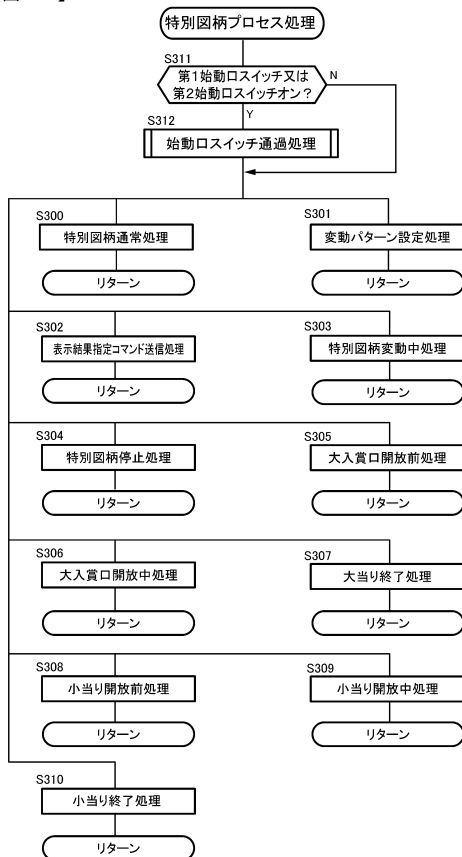 特別図柄プロセス処理
S311
第1始動口スイッチ又は
第2始動口スイッチオン？
N
Y
S312
始動口スイッチ通過処理
S300
特別図柄通常処理
リターン
S301
変動パターン設定処理
リターン
S302
表示結果指定コマンド送信処理
リターン
S303
特別図柄変動中処理
リターン
S304
特別図柄停止処理
リターン
S305
大入賞口開放前処理
リターン
S306
大入賞口開放中処理
リターン
S307
大当り終了処理
リターン
S308
小当り開放前処理
リターン
S309
小当り開放中処理
リターン
S310
小当り終了処理
リターン